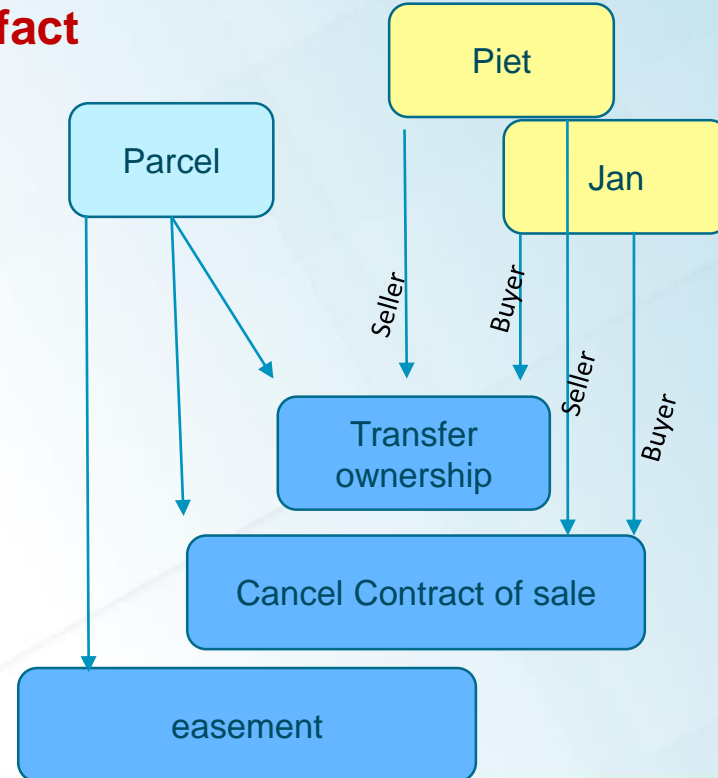 fact
Piet
Parcel
Jan
Seller
Buyer
Seller
Buyer
Transfer
ownership
Cancel Contract of sale
easement